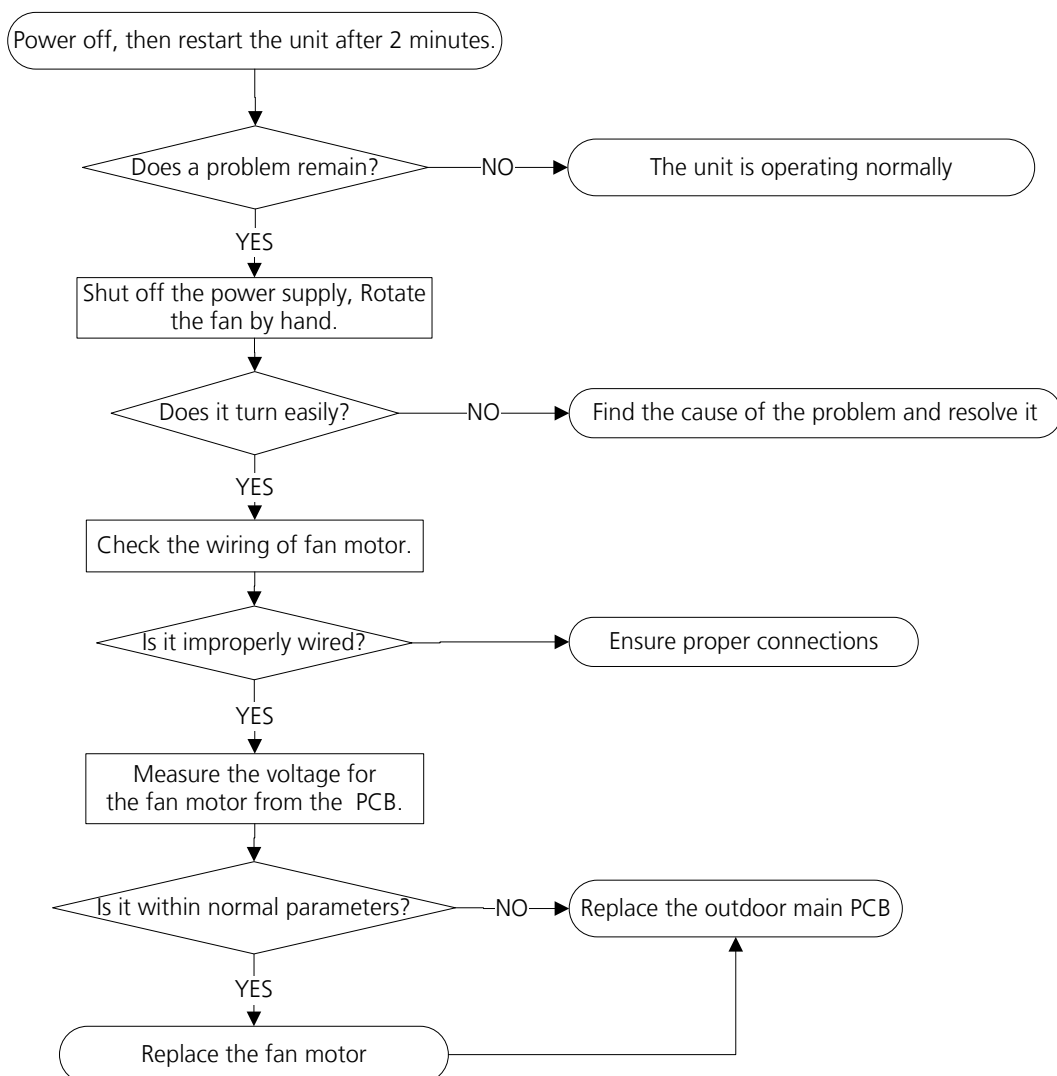 Power off, then restart the unit after 2 minutes.
Does a problem remain?
NO
The unit is operating normally
YES
Shut off the power supply, Rotate
the fan by hand.
Does it turn easily?
NO
Find the cause of the problem and resolve it
YES
Check the wiring of fan motor.
Is it improperly wired?
Ensure proper connections
YES
Measure the voltage for
the fan motor from the PCB.
Is it within normal parameters?
NO
Replace the outdoor main PCB
YES
Replace the fan motor